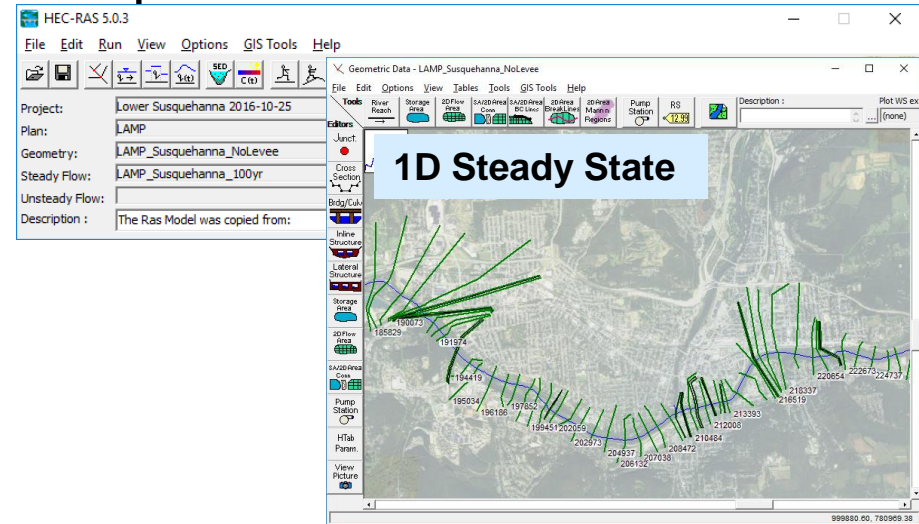 HEC-RAS 5.0.3
File Edit Run View Options GIS Tools Help
SED
C(t)
Project: Lower Susquehanna 2016-10-25
Plan: LAMP
Geometry: LAMP_Susquehanna_NoLevee
Steady Flow: LAMP_Susquehanna_100yr
Unsteady Flow:
Description : The Ras Model was copied from:
Geometric Data - LAMP_Susquehanna_NoLevee
File Edit Options View Tables Tools GIS Tools Help
Tools River Reach Storage Area 2D Flow Area SA/2D Area Conn SA/2D Area BC Lines 2D Area BreakLines 2D Area Mann n Regions Pump Station RS Description : Plot WS ex
<12.93 ... (none)
Editors
Junct.
Cross Section
Brdg/Culv
Inline Structure
Lateral Structure
Storage Area
2D Flow Area
SA/2D Area Conn
Pump Station
HTab Param.
View Picture
1D Steady State
190073
185829
191974
194419
195034
196186
197852
199451
202059
202973
204937
206132
207038
208472
210484
212008
213393
216519
218337
220654
222673
224737
999880.60, 780969.38